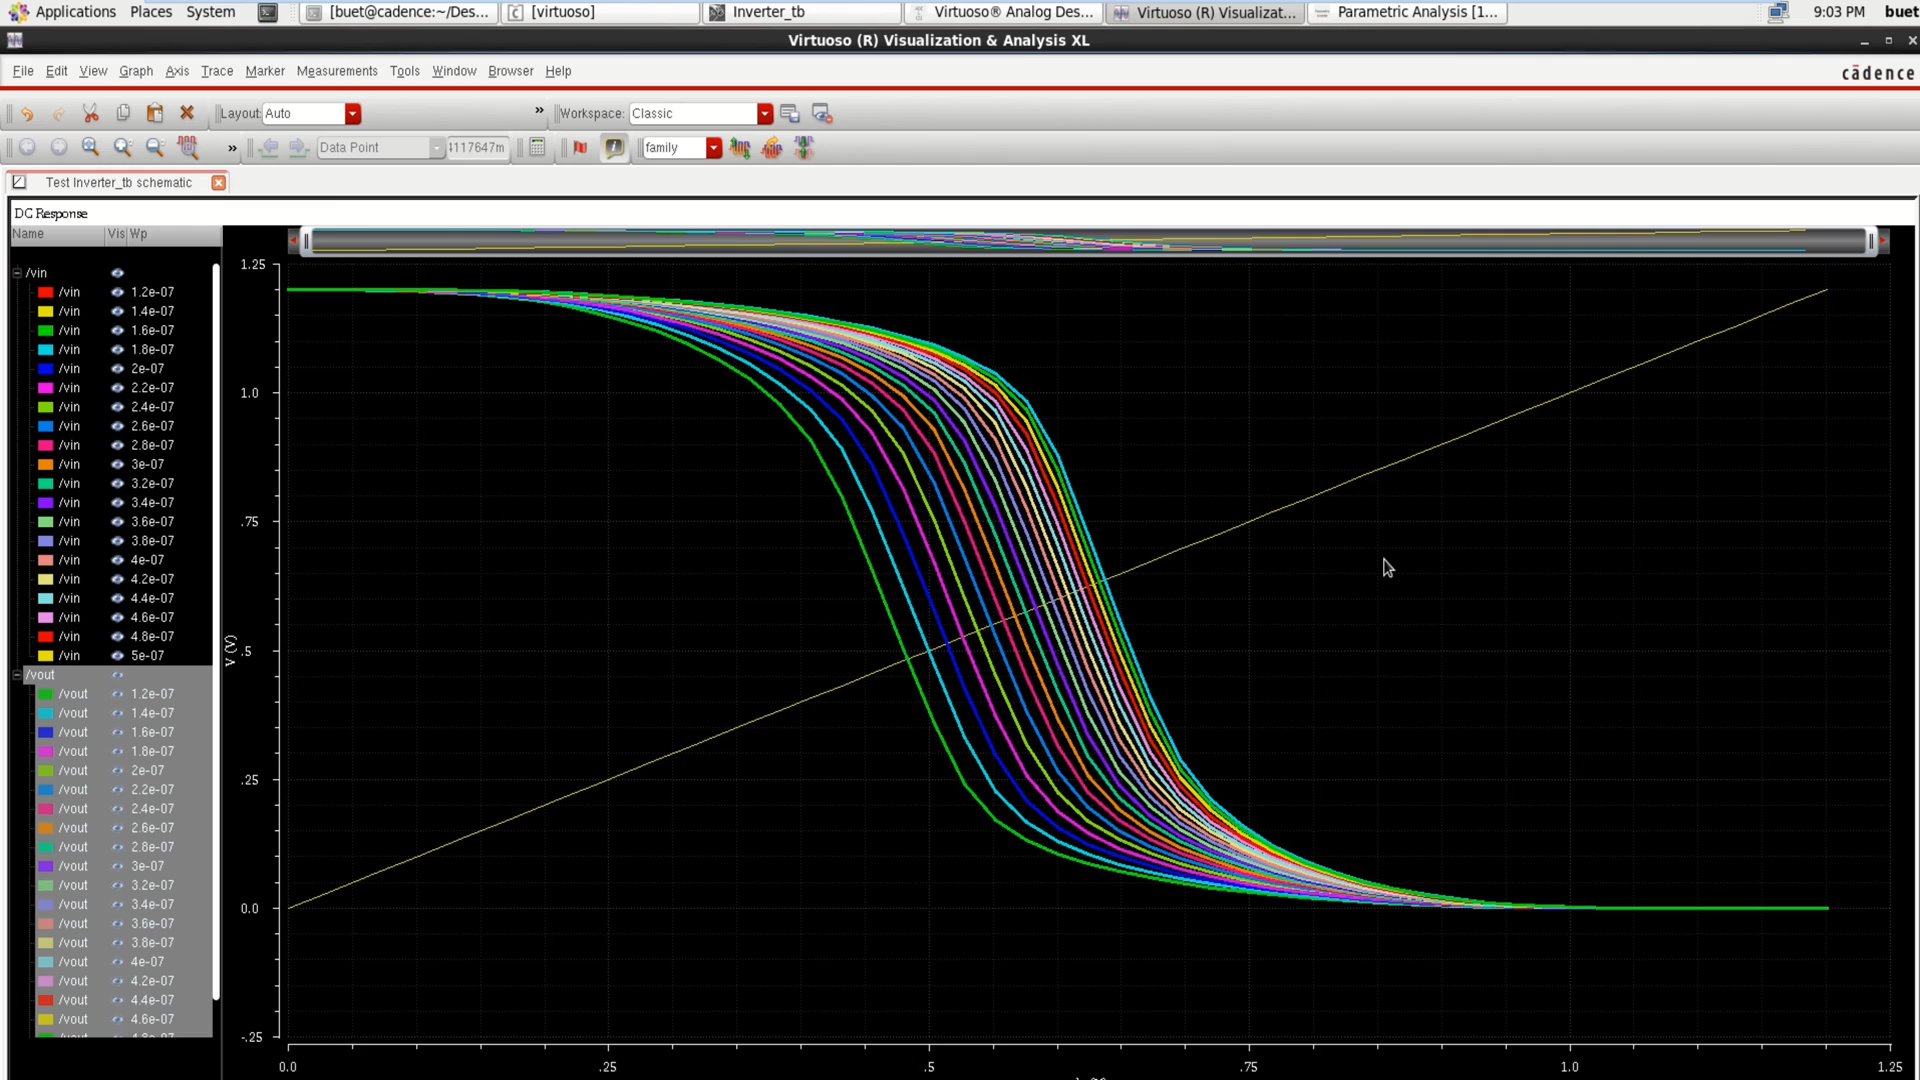 Applications Places System [buet@cadence:~/Des... [virtuoso] Inverter_tb Virtuoso® Analog Des... Virtuoso (R) Visualizat... Parametric Analysis [1... 9:03 PM buet
Virtuoso (R) Visualization & Analysis XL
File Edit View Graph Axis Trace Marker Measurements Tools Window Browser Help cādence
Layout: Auto » Workspace: Classic
» Data Point 1117647m family
Test Inverter_tb schematic
DC Response
Name Vis Wp
/vin
/vin 1.2e-07
/vin 1.4e-07
/vin 1.6e-07
/vin 1.8e-07
/vin 2e-07
/vin 2.2e-07
/vin 2.4e-07
/vin 2.6e-07
/vin 2.8e-07
/vin 3e-07
/vin 3.2e-07
/vin 3.4e-07
/vin 3.6e-07
/vin 3.8e-07
/vin 4e-07
/vin 4.2e-07
/vin 4.4e-07
/vin 4.6e-07
/vin 4.8e-07
/vin 5e-07
/vout
/vout 1.2e-07
/vout 1.4e-07
/vout 1.6e-07
/vout 1.8e-07
/vout 2e-07
/vout 2.2e-07
/vout 2.4e-07
/vout 2.6e-07
/vout 2.8e-07
/vout 3e-07
/vout 3.2e-07
/vout 3.4e-07
/vout 3.6e-07
/vout 3.8e-07
/vout 4e-07
/vout 4.2e-07
/vout 4.4e-07
/vout 4.6e-07
1.25
1.0
.75
.5
.25
0.0
-.25
V (V)
0.0 .25 .5 .75 1.0 1.25